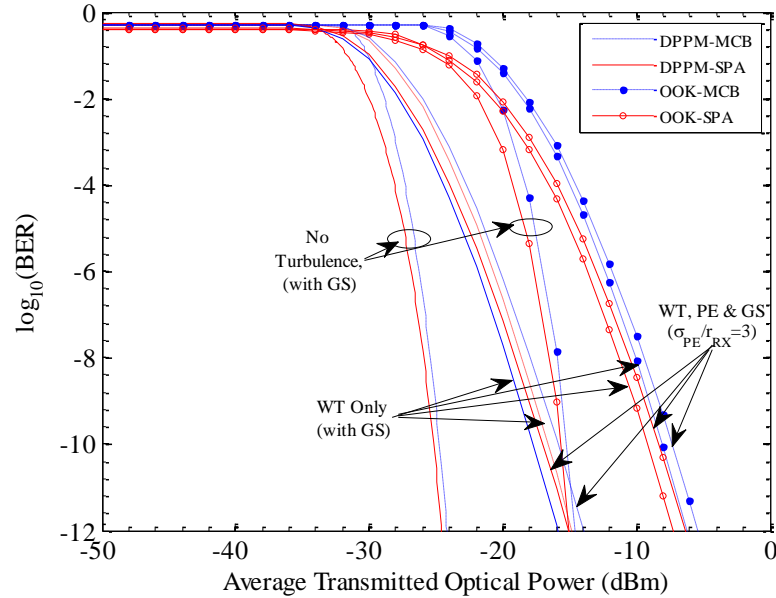 0
-2
-4
-6
-8
-10
-12
-50
-40
-30
-20
-10
0
log10(BER)
Average Transmitted Optical Power (dBm)
DPPM-MCB
DPPM-SPA
OOK-MCB
OOK-SPA
No
Turbulence,
(with GS)
WT, PE & GS
(σPE/rRX=3)
WT Only
(with GS)